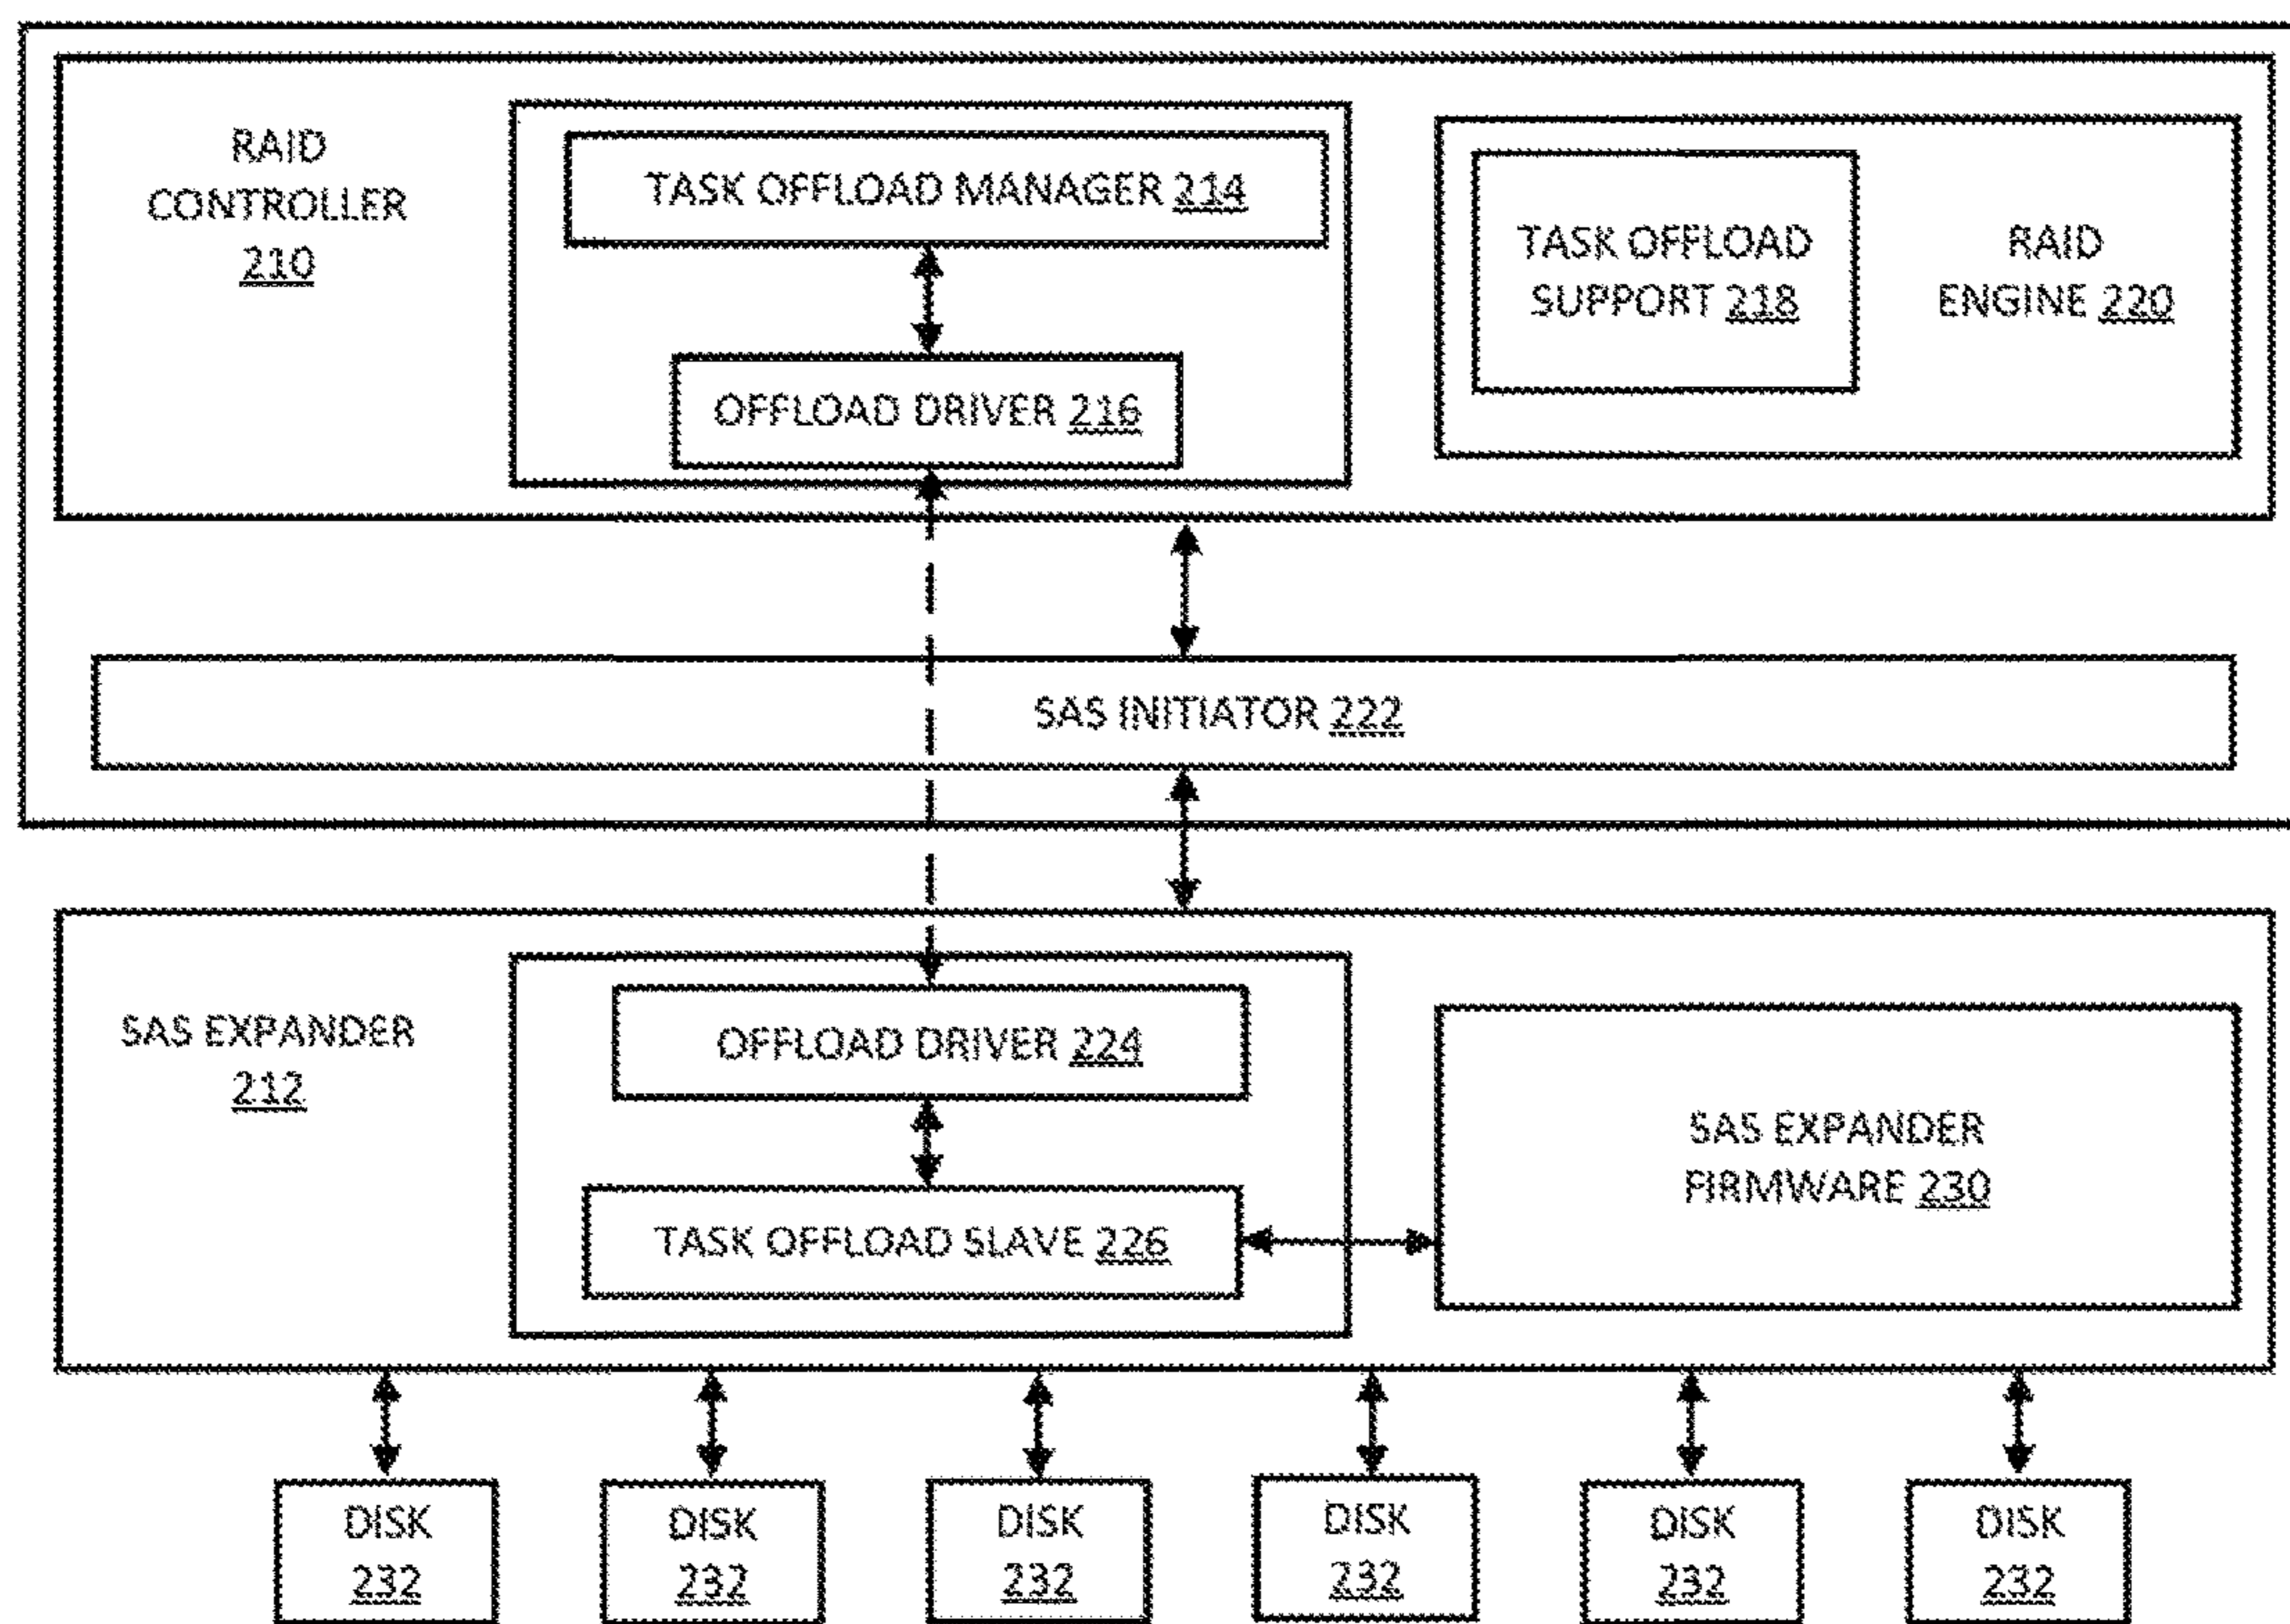 RAID
CONTROLLER
210
TASK OFFLOAD MANAGER 214
OFFLOAD DRIVER 216
TASK OFFLOAD
SUPPORT 218
RAID
ENGINE 220
SAS INITIATOR 222
SAS EXPANDER
212
OFFLOAD DRIVER 224
TASK OFFLOAD SLAVE 226
SAS EXPANDER
FIRMWARE 230
DISK
232
DISK
232
DISK
232
DISK
232
DISK
232
DISK
232